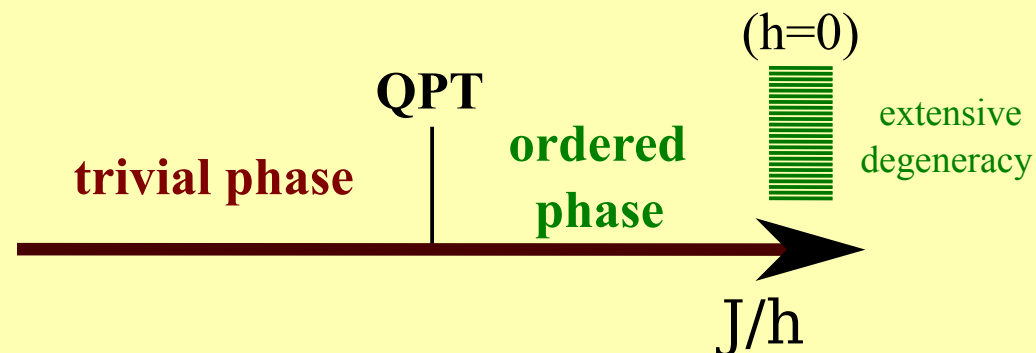 (h=0)
QPT
extensive
degeneracy
ordered
phase
trivial phase
J/h